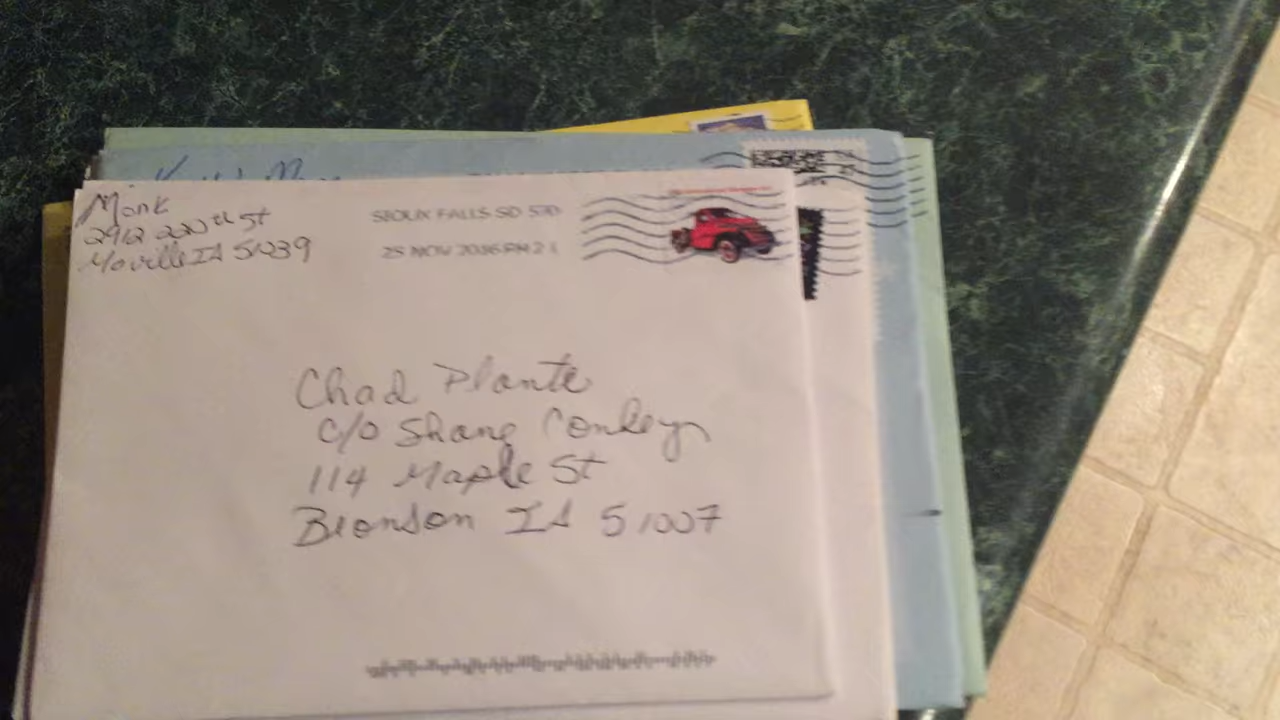 Monk
2912 220th St
Moville IA 51039
SIOUX FALLS SD 570
25 NOV 2016 PM 2 L
Chad Plante
c/o Shane Conley
114 Maple St
Bronson IA 51007